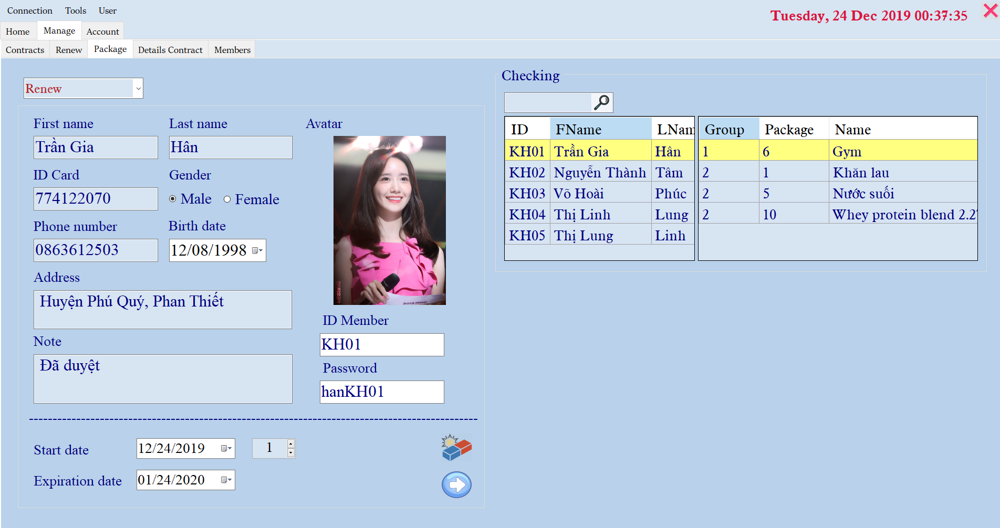 Connection Tools User
Tuesday, 24 Dec 2019 00:37:35
Home Manage Account
Contracts Renew Package Details Contract Members
Renew
First name
Last name
Avatar
Trần Gia
Hân
ID Card
Gender
774122070
Male Female
Phone number
Birth date
0863612503
12/08/1998
Address
Huyện Phú Quý, Phan Thiết
ID Member
KH01
Note
Đã duyệt
Password
hanKH01
Start date 12/24/2019 1
Expiration date 01/24/2020
Checking
ID FName LNam
KH01 Trần Gia Hân
KH02 Nguyễn Thành Tâm
KH03 Võ Hoài Phúc
KH04 Thị Linh Lung
KH05 Thị Lung Linh
Group Package Name
1 6 Gym
2 1 Khăn lau
2 5 Nước suối
2 10 Whey protein blend 2.2